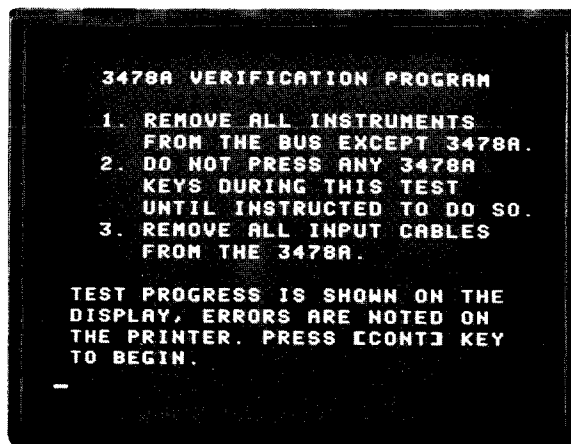 3478A VERIFICATION PROGRAM
1. REMOVE ALL INSTRUMENTS
FROM THE BUS EXCEPT 3478A.
2. DO NOT PRESS ANY 3478A
KEYS DURING THIS TEST
UNTIL INSTRUCTED TO DO SO.
3. REMOVE ALL INPUT CABLES
FROM THE 3478A.
TEST PROGRESS IS SHOWN ON THE
DISPLAY, ERRORS ARE NOTED ON
THE PRINTER. PRESS [CONT] KEY
TO BEGIN.